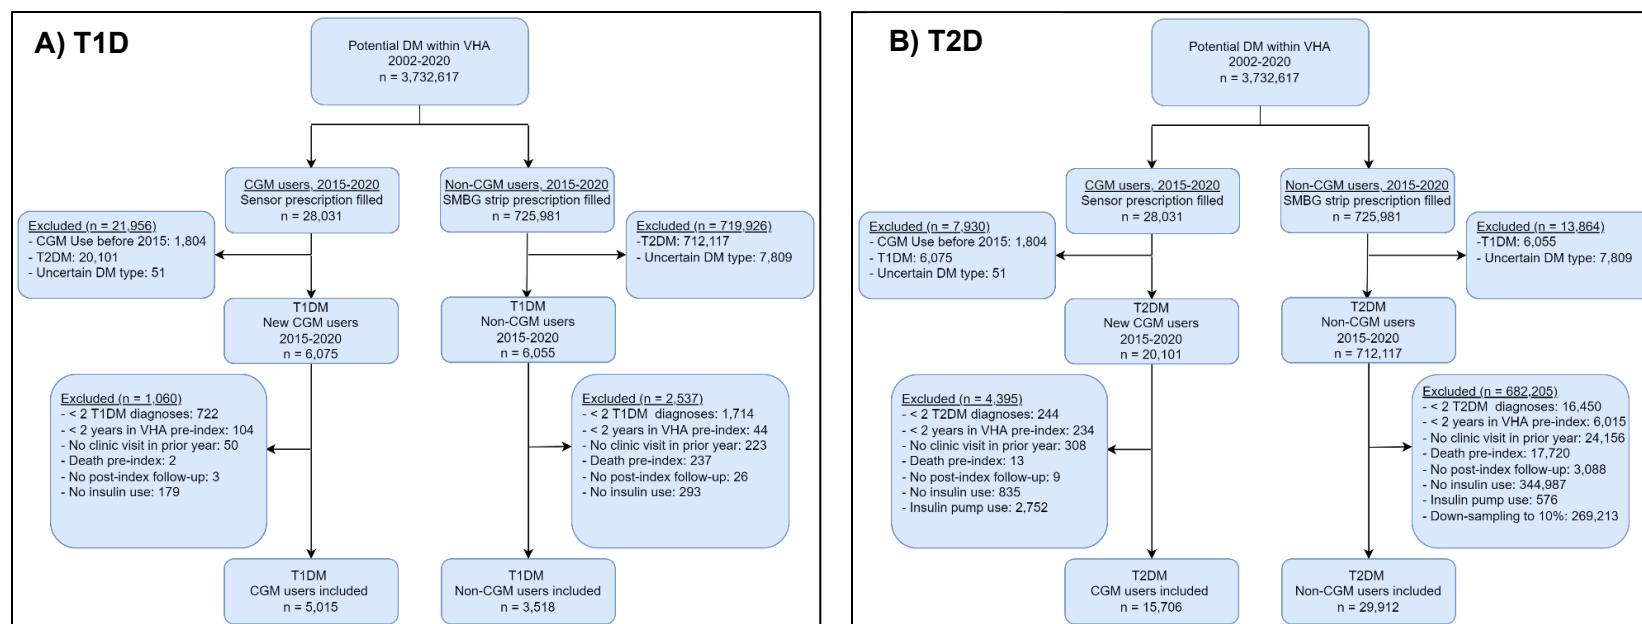 A) T1D
Potential DM within VHA
2002-2020
n = 3,732,617
CGM users, 2015-2020
Sensor prescription filled
n = 28,031
Non-CGM users, 2015-2020
SMBG strip prescription filled
n = 725,981
Excluded (n = 21,956)
- CGM Use before 2015: 1,804
- T2DM: 20,101
- Uncertain DM type: 51
Excluded (n = 719,926)
-T2DM: 712,117
- Uncertain DM type: 7,809
T1DM
New CGM users
2015-2020
n = 6,075
T1DM
Non-CGM users
2015-2020
n = 6,055
Excluded (n = 1,060)
- < 2 T1DM diagnoses: 722
- < 2 years in VHA pre-index: 104
- No clinic visit in prior year: 50
- Death pre-index: 2
- No post-index follow-up: 3
- No insulin use: 179
Excluded (n = 2,537)
- < 2 T1DM diagnoses: 1,714
- < 2 years in VHA pre-index: 44
- No clinic visit in prior year: 223
- Death pre-index: 237
- No post-index follow-up: 26
- No insulin use: 293
T1DM
CGM users included
n = 5,015
T1DM
Non-CGM users included
n = 3,518
B) T2D
Potential DM within VHA
2002-2020
n = 3,732,617
CGM users, 2015-2020
Sensor prescription filled
n = 28,031
Non-CGM users, 2015-2020
SMBG strip prescription filled
n = 725,981
Excluded (n = 7,930)
- CGM Use before 2015: 1,804
- T1DM: 6,075
- Uncertain DM type: 51
Excluded (n = 13,864)
-T1DM: 6,055
- Uncertain DM type: 7,809
T2DM
New CGM users
2015-2020
n = 20,101
T2DM
Non-CGM users
2015-2020
n = 712,117
Excluded (n = 4,395)
- < 2 T2DM diagnoses: 244
- < 2 years in VHA pre-index: 234
- No clinic visit in prior year: 308
- Death pre-index: 13
- No post-index follow-up: 9
- No insulin use: 835
- Insulin pump use: 2,752
Excluded (n = 682,205)
- < 2 T2DM diagnoses: 16,450
- < 2 years in VHA pre-index: 6,015
- No clinic visit in prior year: 24,156
- Death pre-index: 17,720
- No post-index follow-up: 3,088
- No insulin use: 344,987
- Insulin pump use: 576
- Down-sampling to 10%: 269,213
T2DM
CGM users included
n = 15,706
T2DM
Non-CGM users included
n = 29,912